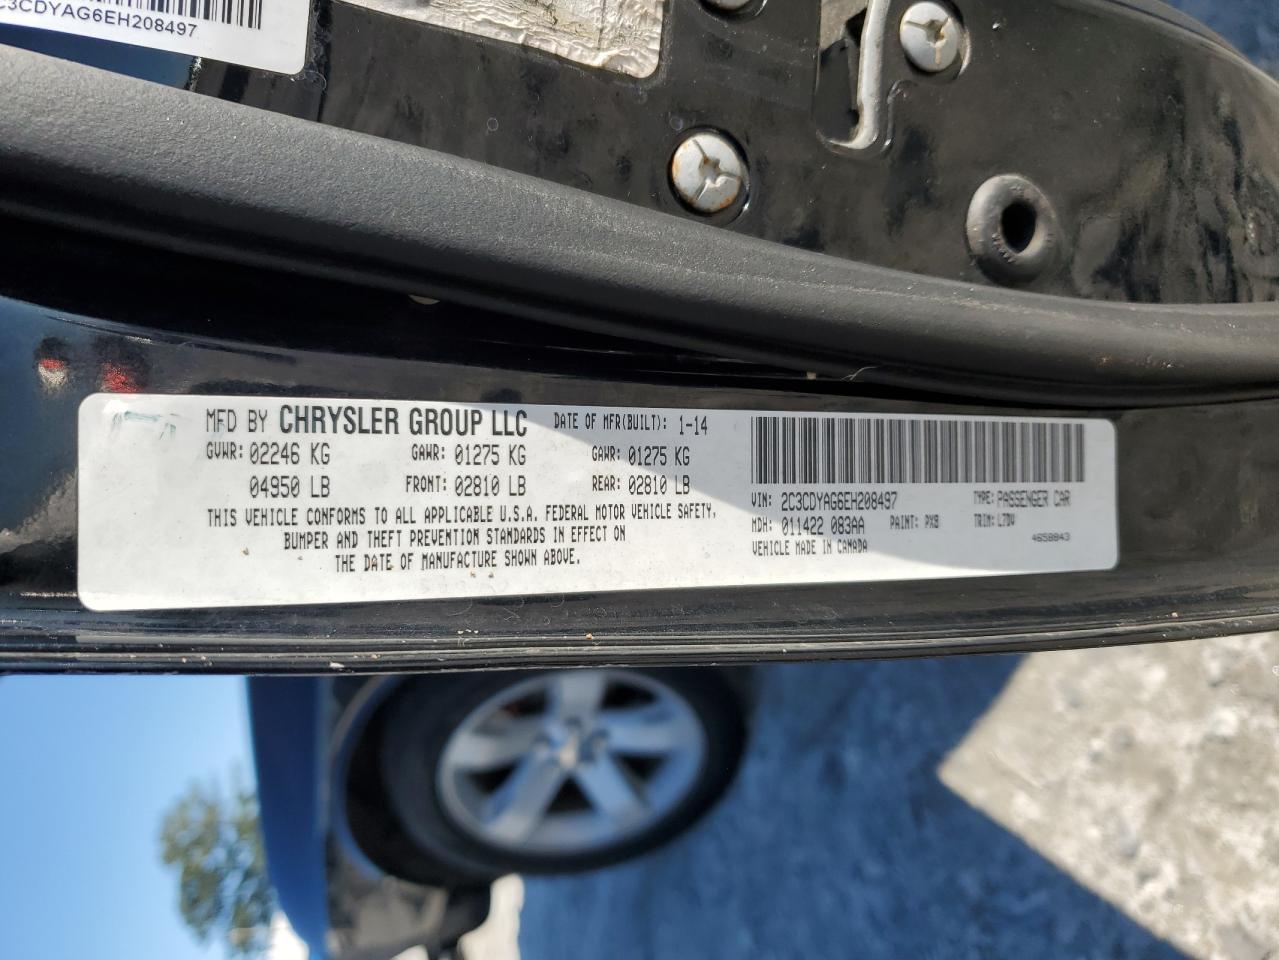 C3CDYAG6EH208497
MFD BY CHRYSLER GROUP LLC DATE OF MFR(BUILT): 1-14
GVWR: 02246 KG GAWR: 01275 KG GAWR: 01275 KG
04950 LB FRONT: 02810 LB REAR: 02810 LB
THIS VEHICLE CONFORMS TO ALL APPLICABLE U.S.A. FEDERAL MOTOR VEHICLE SAFETY,
BUMPER AND THEFT PREVENTION STANDARDS IN EFFECT ON
THE DATE OF MANUFACTURE SHOWN ABOVE.
VIN: 2C3CDYAG6EH208497 TYPE: PASSENGER CAR
MDH: 011422 083AA PAINT: PX8 TRIM: L7DV
VEHICLE MADE IN CANADA 4658843